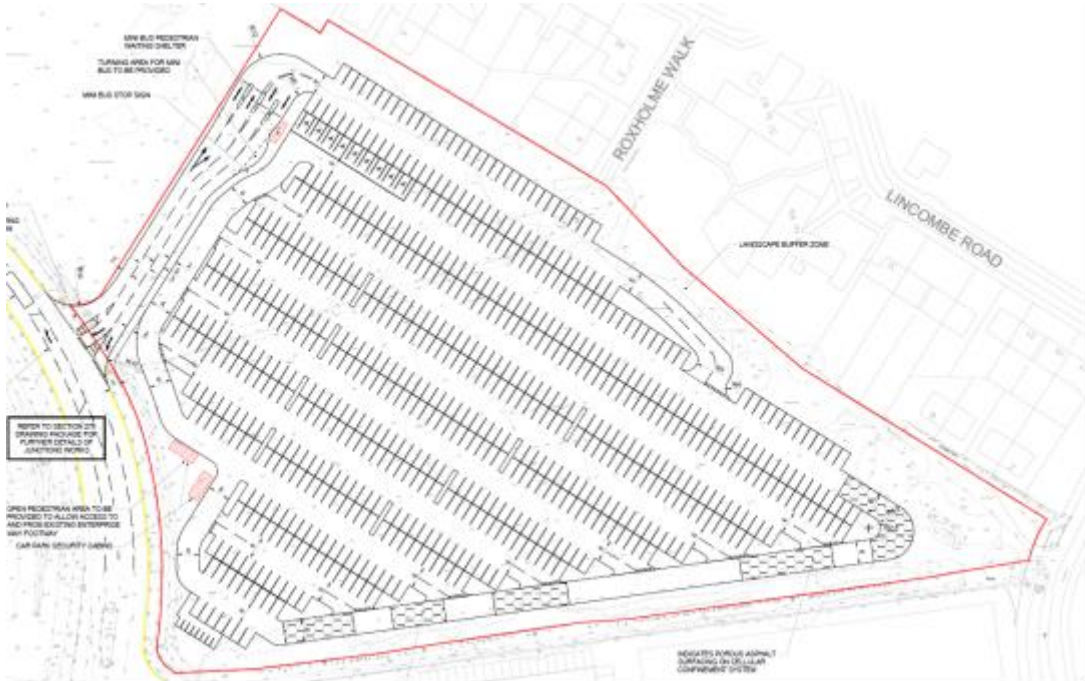 MINI BUS PEDESTRIAN
WAITING SHELTER
TURNING AREA FOR MINI
BUS TO BE PROVIDED
MINI BUS STOP SIGN
ROXHOLME WALK
LINCOMBE ROAD
LANDSCAPE BUFFER ZONE
REFER TO SECTION 278
DRAWING PACKAGE FOR
FURTHER DETAILS OF
JUNCTIONS WORKS
OPEN PEDESTRIAN AREA TO BE
PROVIDED TO ALLOW ACCESS TO
AND FROM EXISTING ENTERPRISE
WAY FOOTWAY
CAR PARK SECURITY CABINS
INDICATES POROUS ASPHALT
SURFACING ON CELLULAR
CONFINEMENT SYSTEM